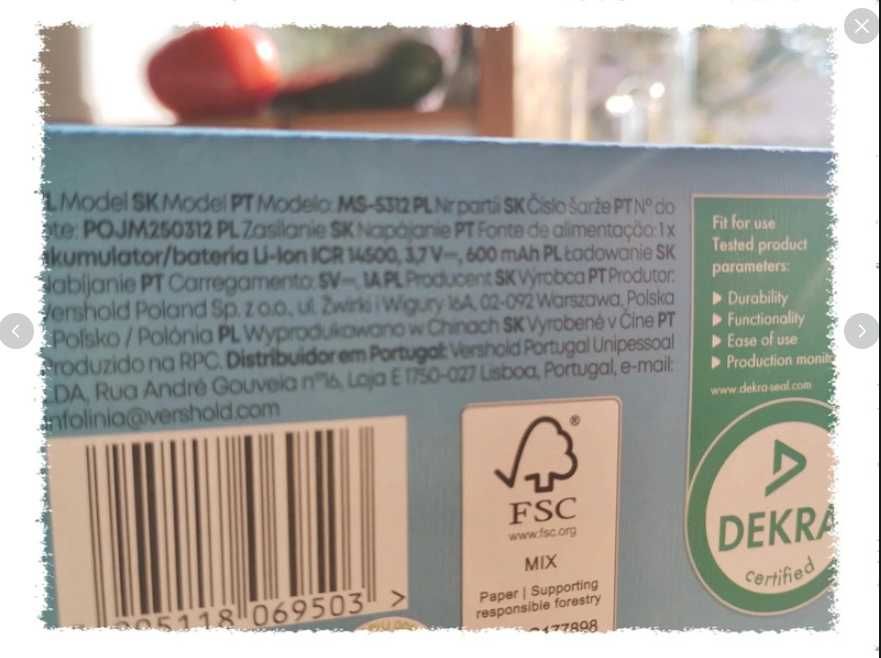 L Model SK Model PT Modelo: MS-5312 PL Nr partii SK Číslo šarže PT N° do
te: POJM250312 PL Zasilanie SK Napájanie PT Fonte de alimentação: 1 x
kumulator/bateria Li-Ion ICR 14500, 3,7 V⎓, 600 mAh PL Ładowanie SK
abíjanie PT Carregamento: 5V⎓, 1A PL Producent SK Výrobca PT Produtor:
Vershold Poland Sp. z o.o., ul. Żwirki i Wigury 16A, 02-092 Warszawa, Polska
Poľsko / Polónia PL Wyprodukowano w Chinach SK Vyrobené v Číne PT
Produzido na RPC. Distribuidor em Portugal: Vershold Portugal Unipessoal
LDA, Rua André Gouveia nº16, Loja E 1750-027 Lisboa, Portugal, e-mail:
infolinia@vershold.com
Fit for use
Tested product
parameters:
Durability
Functionality
Ease of use
Production monit
www.dekra-seal.com
DEKRA
certified
®
FSC
www.fsc.org
MIX
Paper | Supporting
responsible forestry
177898
95118 069503 >